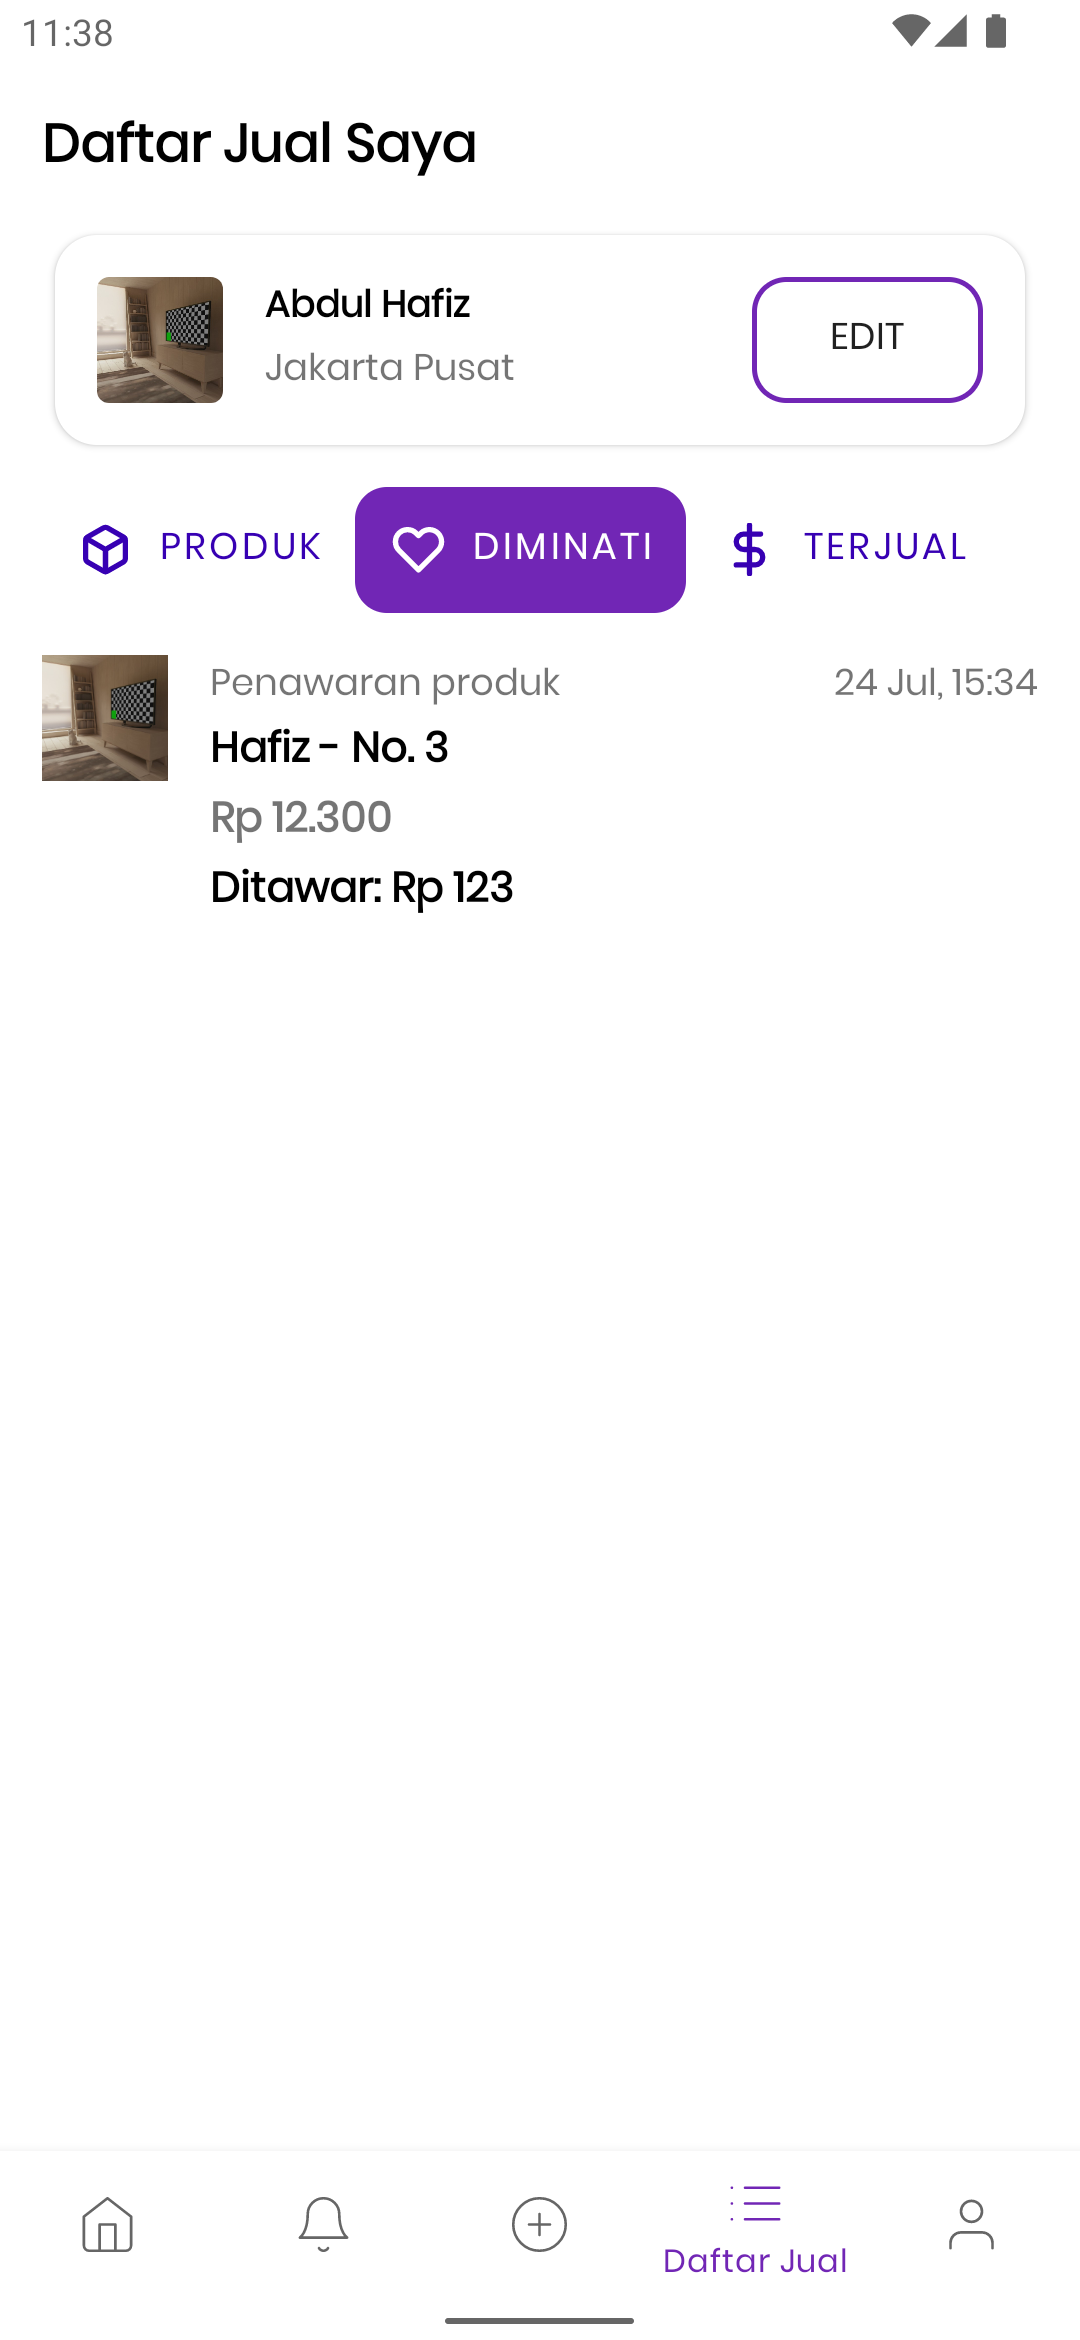 11:38
Daftar Jual Saya
Abdul Hafiz
Jakarta Pusat
EDIT
PRODUK
DIMINATI
TERJUAL
Penawaran produk
24 Jul, 15:34
Hafiz - No. 3
Rp 12.300
Ditawar: Rp 123
Daftar Jual